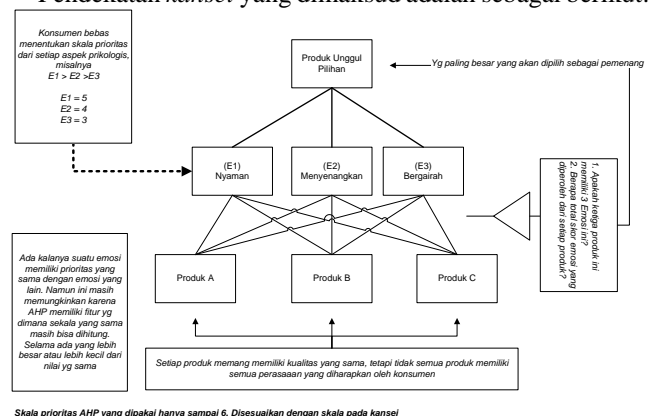 Pendekatan kansei yang dimaksud adalah sebagai berikut:
Konsumen bebas
menentukan skala prioritas
dari setiap aspek prikologis,
misalnya
E1 > E2 >E3
E1 = 5
E2 = 4
E3 = 3
Produk Unggul
Pilihan
Yg paling besar yang akan dipilih sebagai pemenang
(E1)
Nyaman
(E2)
Menyenangkan
(E3)
Bergairah
1. Apakah ketiga produk ini
memiliki 3 Emosi ini?
2. Berapa total skor emosi yang
diperoleh dari setiap produk?
Ada kalanya suatu emosi
memiliki prioritas yang
sama dengan emosi yang
lain. Namun ini masih
memungkinkan karena
AHP memiliki fitur yg
dimana sekala yang sama
masih bisa dihitung.
Selama ada yang lebih
besar atau lebih kecil dari
nilai yg sama
Produk A
Produk B
Produk C
Setiap produk memang memiliki kualitas yang sama, tetapi tidak semua produk memiliki
semua perasaaan yang diharapkan oleh konsumen
Skala prioritas AHP yang dipakai hanya sampai 6. Disesuaikan dengan skala pada kansei